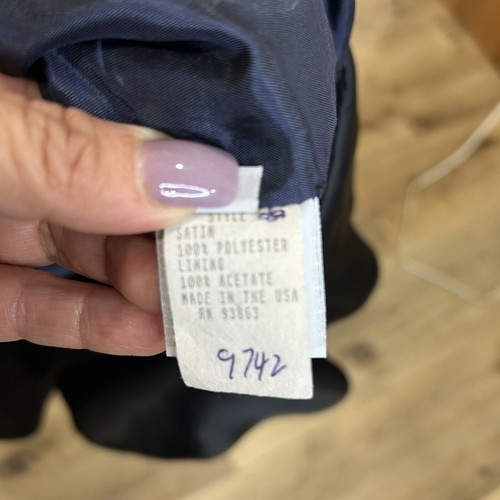 STYLE
SATIN
100% POLYESTER
LINING
100% ACETATE
MADE IN THE USA
RN 93863
9742